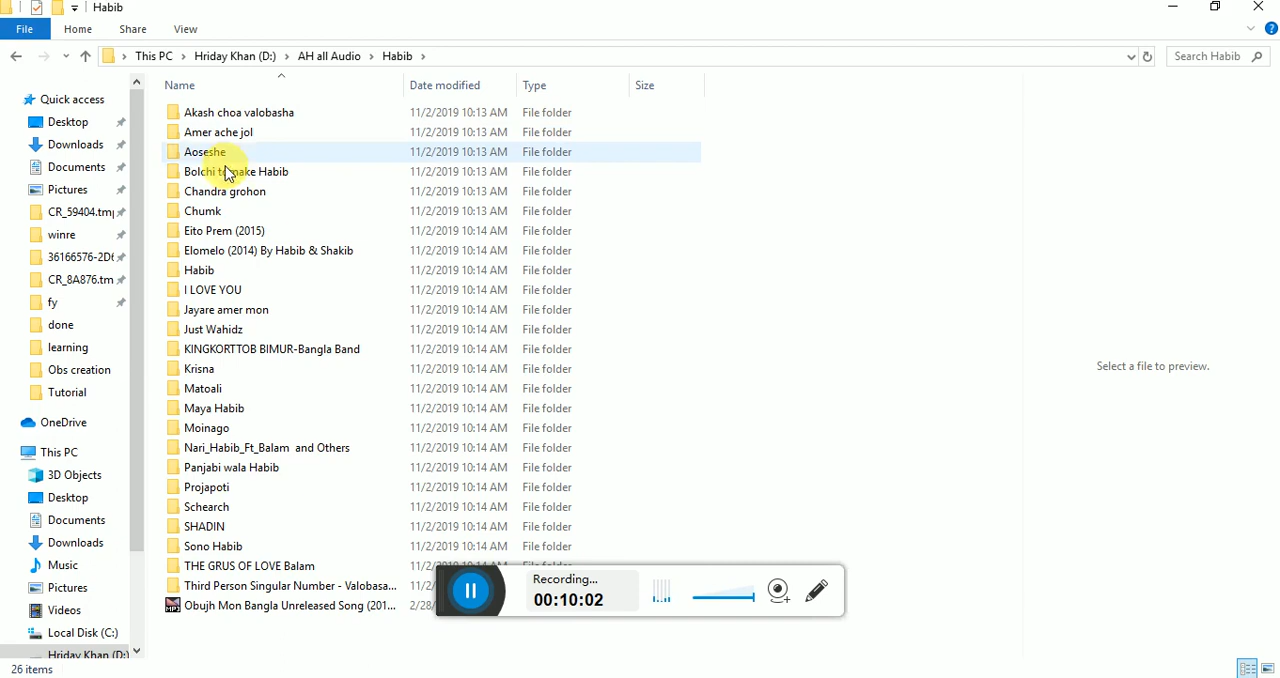 Habib
File Home Share View
This PC Hriday Khan (D:) AH all Audio Habib Search Habib
Name Date modified Type Size
Quick access
Desktop
Downloads
Documents
Pictures
CR_59404.tm
winre
36166576-2D
CR_8A876.tm
fy
done
learning
Obs creation
Tutorial
OneDrive
This PC
3D Objects
Desktop
Documents
Downloads
Music
Pictures
Videos
Local Disk (C:)
Hriday Khan (D:)
Akash choa valobasha 11/2/2019 10:13 AM File folder
Amer ache jol 11/2/2019 10:13 AM File folder
Aoseshe 11/2/2019 10:13 AM File folder
Bolchi tomake Habib 11/2/2019 10:13 AM File folder
Chandra grohon 11/2/2019 10:13 AM File folder
Chumk 11/2/2019 10:13 AM File folder
Eito Prem (2015) 11/2/2019 10:13 AM File folder
Elomelo (2014) By Habib & Shakib 11/2/2019 10:13 AM File folder
Habib 11/2/2019 10:14 AM File folder
I LOVE YOU 11/2/2019 10:14 AM File folder
Jayare amer mon 11/2/2019 10:14 AM File folder
Just Wahidz 11/2/2019 10:14 AM File folder
KINGKORTTOB BIMUR-Bangla Band 11/2/2019 10:14 AM File folder
Krisna 11/2/2019 10:14 AM File folder
Matoali 11/2/2019 10:14 AM File folder
Maya Habib 11/2/2019 10:14 AM File folder
Moinago 11/2/2019 10:14 AM File folder
Nari_Habib_Ft_Balam and Others 11/2/2019 10:14 AM File folder
Panjabi wala Habib 11/2/2019 10:14 AM File folder
Projapoti 11/2/2019 10:14 AM File folder
Schearch 11/2/2019 10:14 AM File folder
SHADIN 11/2/2019 10:14 AM File folder
Sono Habib 11/2/2019 10:14 AM File folder
THE GRUS OF LOVE Balam 11/2/2019 10:14 AM File folder
Third Person Singular Number - Valobasa... 11/2/
Obujh Mon Bangla Unreleased Song (201... 2/28/
Select a file to preview.
Recording...
00:10:02
26 items